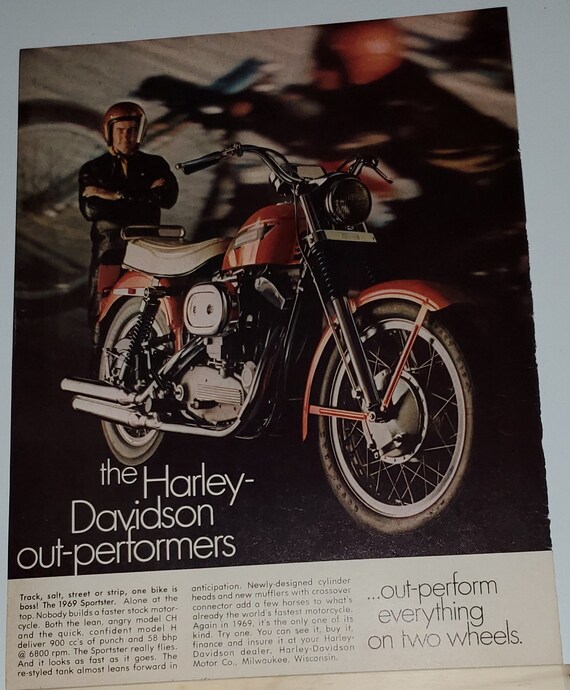 the Harley-
Davidson
out-performers
Track, salt, street or strip, one bike is
boss! The 1969 Sportster. Alone at the
top. Nobody builds a faster stock motor-
cycle. Both the lean, angry model CH
and the quick, confident model H
deliver 900 cc's of punch and 58 bhp
@ 6800 rpm. The Sportster really flies.
And it looks as fast as it goes. The
re-styled tank almost leans forward in
anticipation. Newly-designed cylinder
heads and new mufflers with crossover
connector add a few horses to what's
already the world's fastest motorcycle.
Again in 1969, it's the only one of its
kind. Try one. You can see it, buy it,
finance and insure it at your Harley-
Davidson dealer. Harley-Davidson
Motor Co., Milwaukee, Wisconsin.
...out-perform
everything
on two wheels.